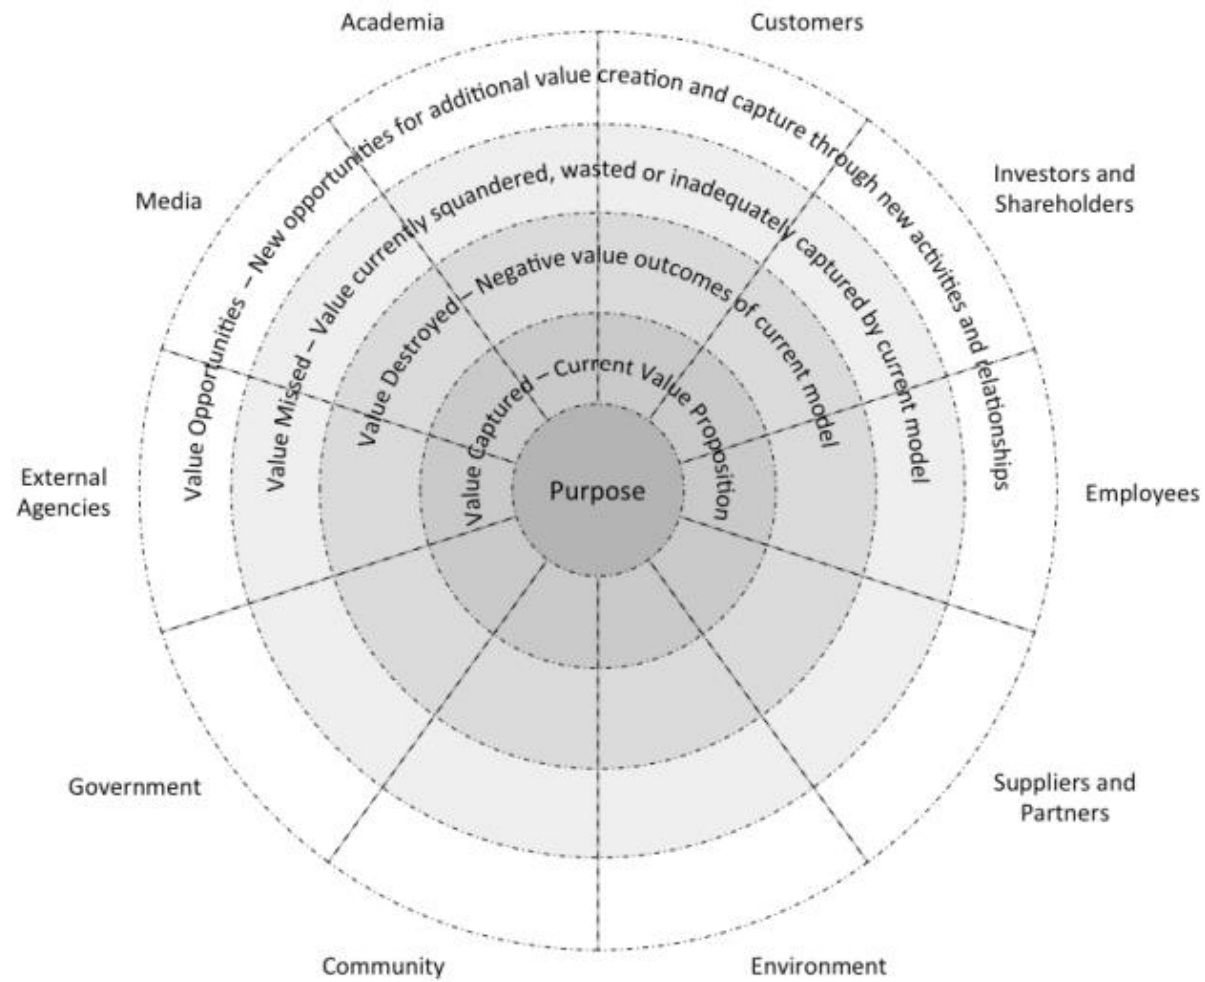 Academia
Customers
Media
Investors and
Shareholders
Value Opportunities – New opportunities for additional value creation and capture through new activities and relationships
Value Missed – Value currently squandered, wasted or inadequately captured by current model
Value Destroyed – Negative value outcomes of current model
Value Captured – Current Value Proposition
Purpose
External
Agencies
Employees
Government
Suppliers and
Partners
Community
Environment